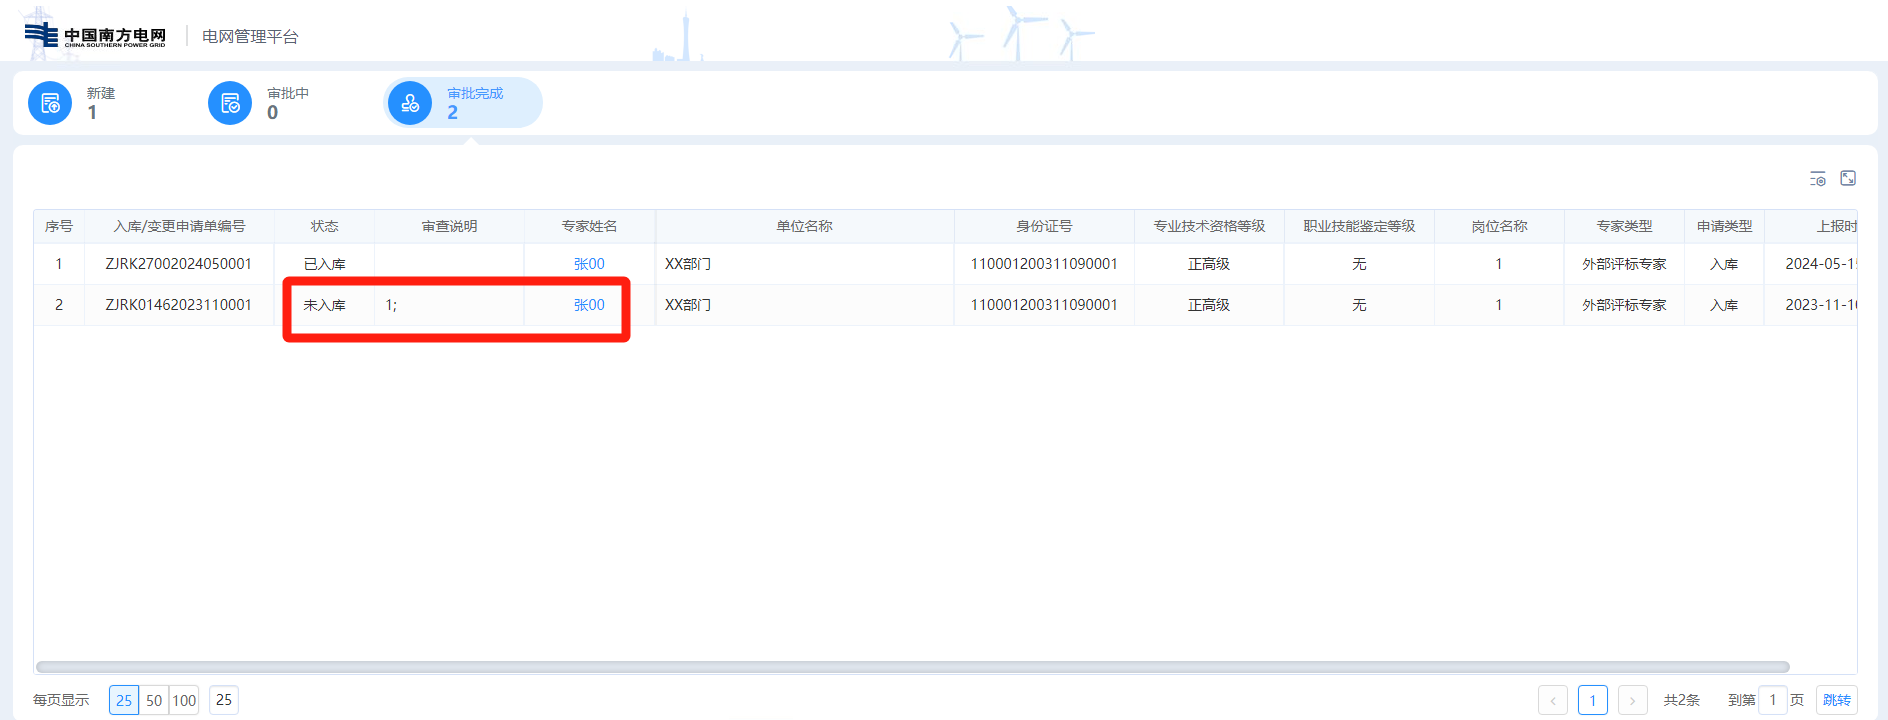 中国南方电网
CHINA SOUTHERN POWER GRID
电网管理平台
新建
1
审批中
0
审批完成
2
序号 入库/变更申请单编号 状态 审查说明 专家姓名 单位名称 身份证号 专业技术资格等级 职业技能鉴定等级 岗位名称 专家类型 申请类型 上报时
1 ZJRK27002024050001 已入库 张00 XX部门 110001200311090001 正高级 无 1 外部评标专家 入库 2024-05-1
2 ZJRK01462023110001 未入库 1; 张00 XX部门 110001200311090001 正高级 无 1 外部评标专家 入库 2023-11-10
每页显示 25 50 100 25 1 共2条 到第 1 页 跳转